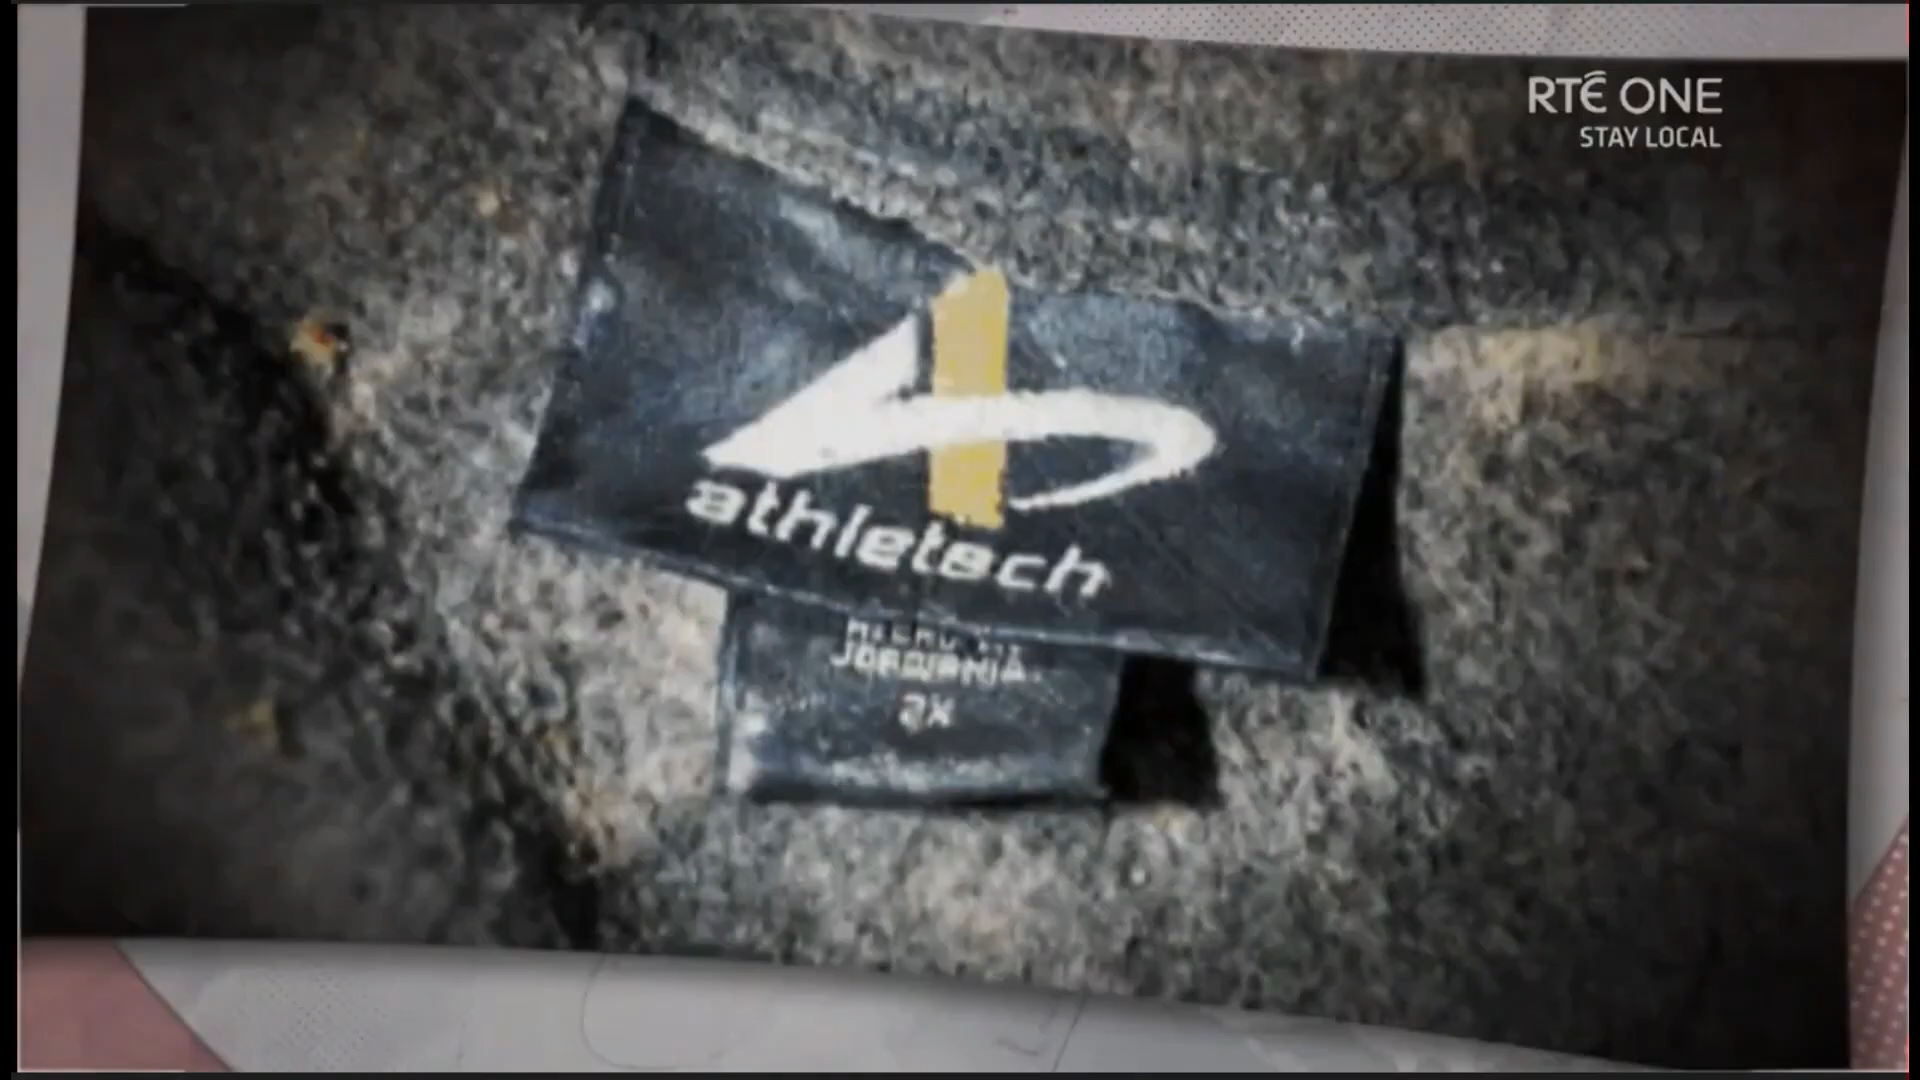 RTÉ ONE
STAY LOCAL
athletech
JORDANIA
2X